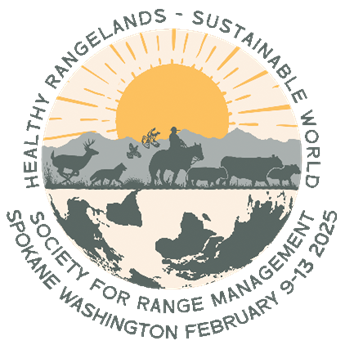 HEALTHY RANGELANDS - SUSTAINABLE WORLD
SOCIETY FOR RANGE MANAGEMENT
SPOKANE WASHINGTON FEBRUARY 9-13 2025